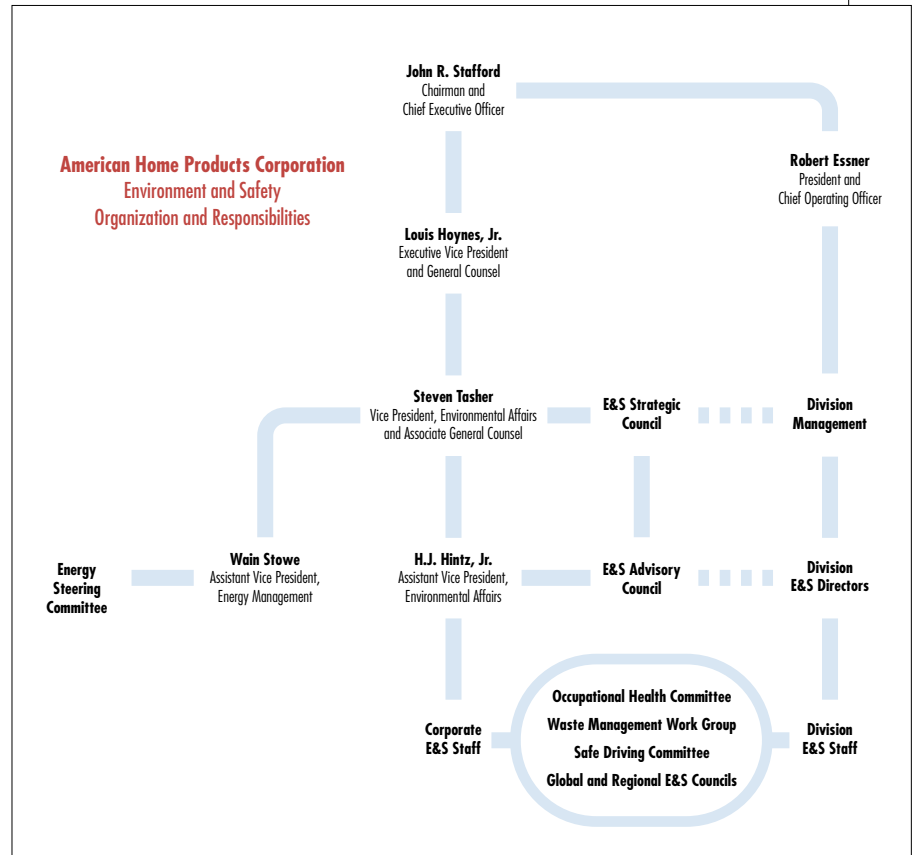 John R. Stafford
Chairman and
Chief Executive Officer
American Home Products Corporation
Environment and Safety
Organization and Responsibilities
Robert Essner
President and
Chief Operating Officer
Louis Hoynes, Jr.
Executive Vice President
and General Counsel
Steven Tasher
Vice President, Environmental Affairs
and Associate General Counsel
E&S Strategic
Council
Division
Management
Energy
Steering
Committee
Wain Stowe
Assistant Vice President,
Energy Management
H.J. Hintz, Jr.
Assistant Vice President,
Environmental Affairs
E&S Advisory
Council
Division
E&S Directors
Corporate
E&S Staff
Occupational Health Committee
Waste Management Work Group
Safe Driving Committee
Global and Regional E&S Councils
Division
E&S Staff